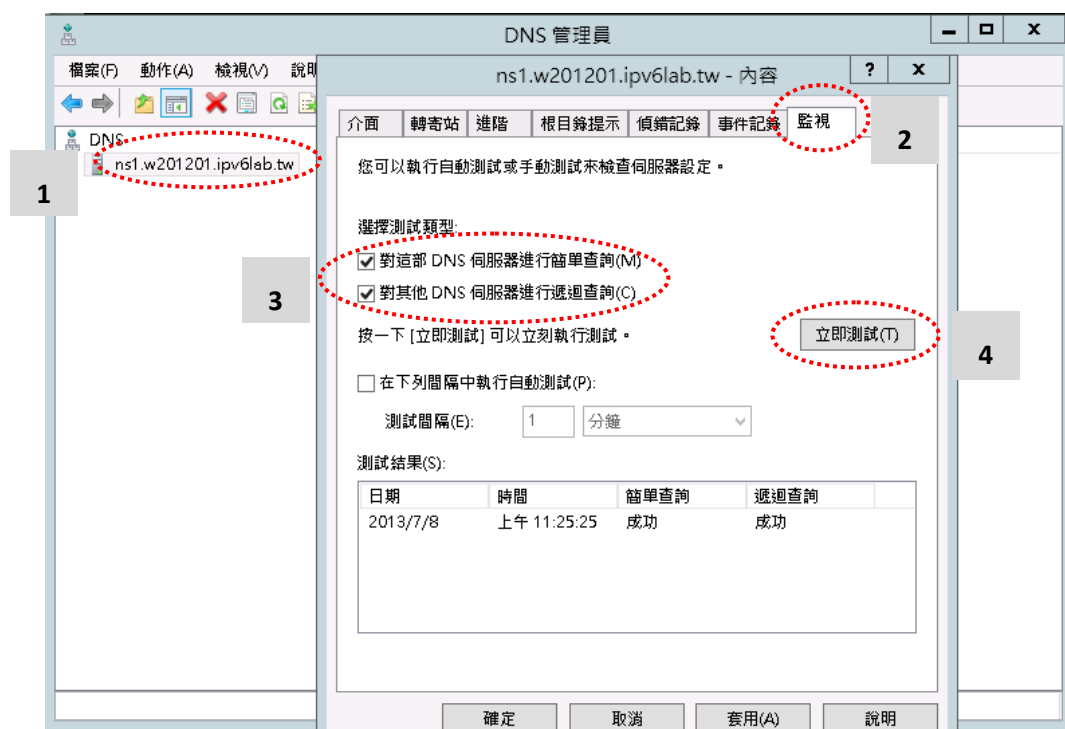 DNS 管理員
檔案(F) 動作(A) 檢視(V) 說明
ns1.w201201.ipv6lab.tw - 內容
? x
介面 轉寄站 進階 根目錄提示 偵錯記錄 事件記錄 監視
2
DNS
ns1.w201201.ipv6lab.tw
1
您可以執行自動測試或手動測試來檢查伺服器設定。
選擇測試類型:
對這部 DNS 伺服器進行簡單查詢(M)
對其他 DNS 伺服器進行遞迴查詢(C)
3
按一下 [立即測試] 可以立刻執行測試。
立即測試(T)
4
在下列間隔中執行自動測試(P):
測試間隔(E): 1 分鐘
測試結果(S):
日期 時間 簡單查詢 遞迴查詢
2013/7/8 上午 11:25:25 成功 成功
確定 取消 套用(A) 說明